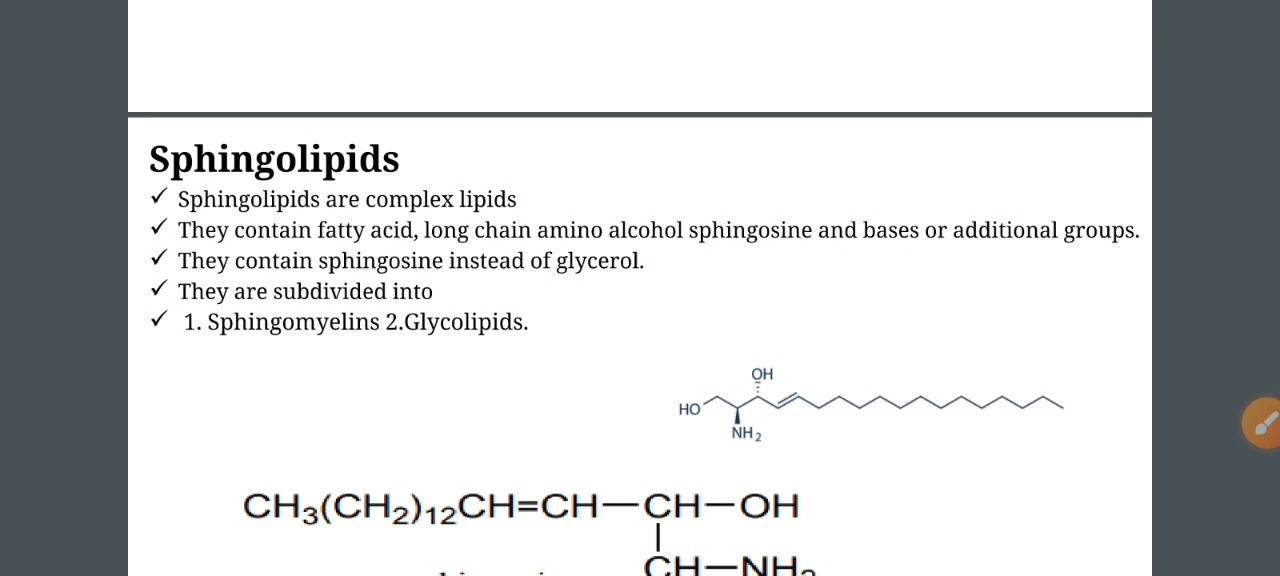 Sphingolipids
✓ Sphingolipids are complex lipids
✓ They contain fatty acid, long chain amino alcohol sphingosine and bases or additional groups.
✓ They contain sphingosine instead of glycerol.
✓ They are subdivided into
✓ 1. Sphingomyelins 2.Glycolipids.
OH
HO
NH2
CH3(CH2)12CH=CH—CH—OH
CH—NH2